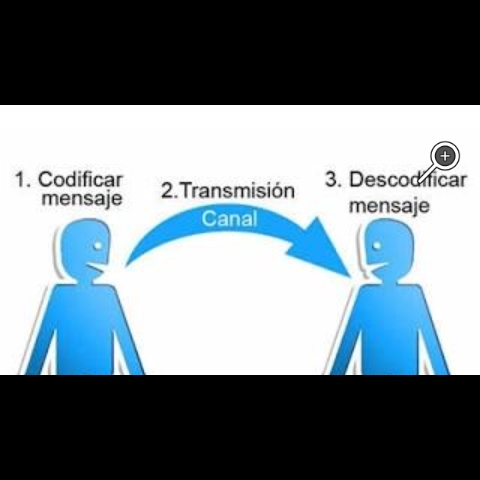 1. Codificar
mensaje
2.Transmisión
Canal
3. Descodificar
mensaje